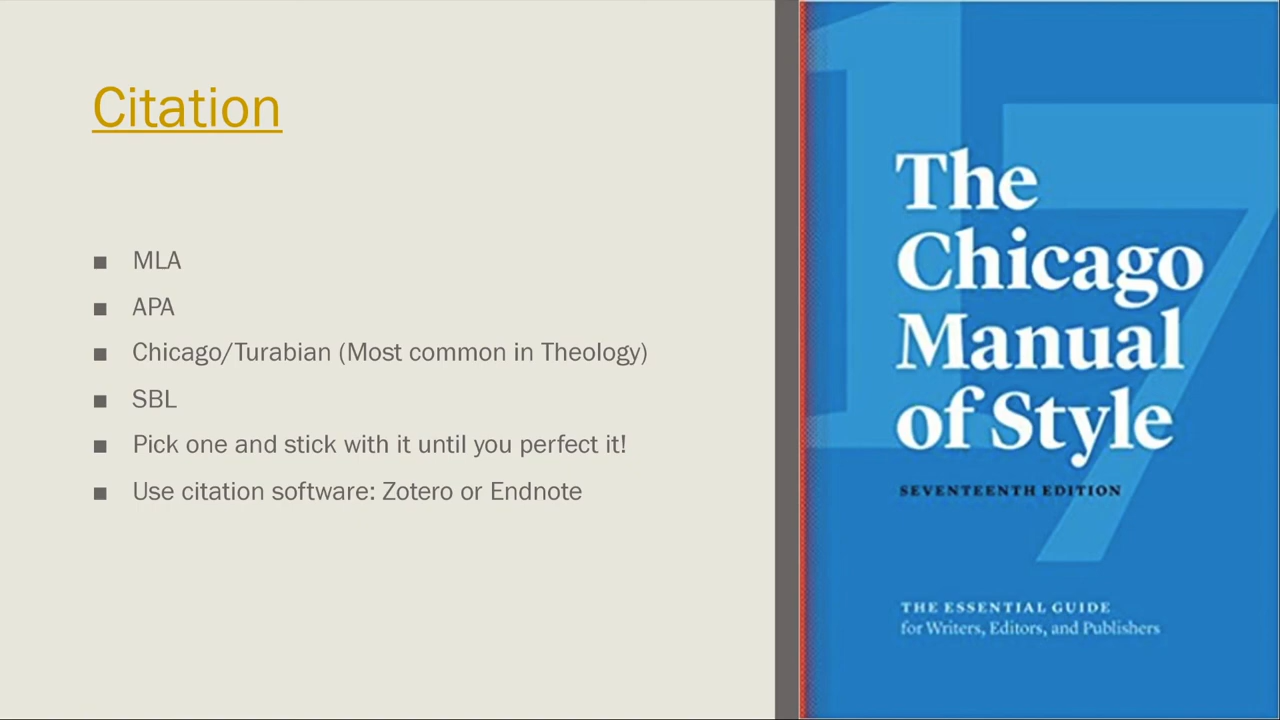 Citation
MLA
APA
Chicago/Turabian (Most common in Theology)
SBL
Pick one and stick with it until you perfect it!
Use citation software: Zotero or Endnote
17
The
Chicago
Manual
of Style
SEVENTEENTH EDITION
THE ESSENTIAL GUIDE
for Writers, Editors, and Publishers